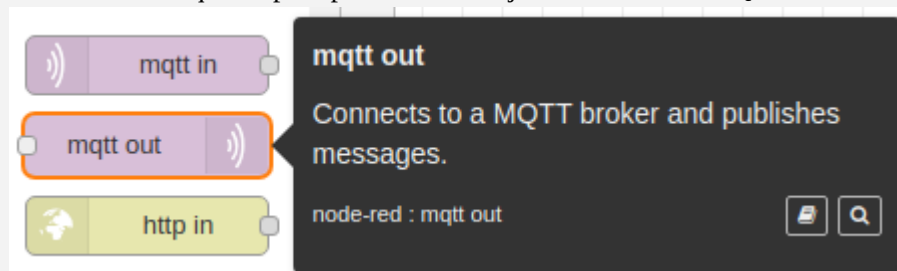 mqtt in
mqtt out
http in
mqtt out
Connects to a MQTT broker and publishes
messages.
node-red : mqtt out